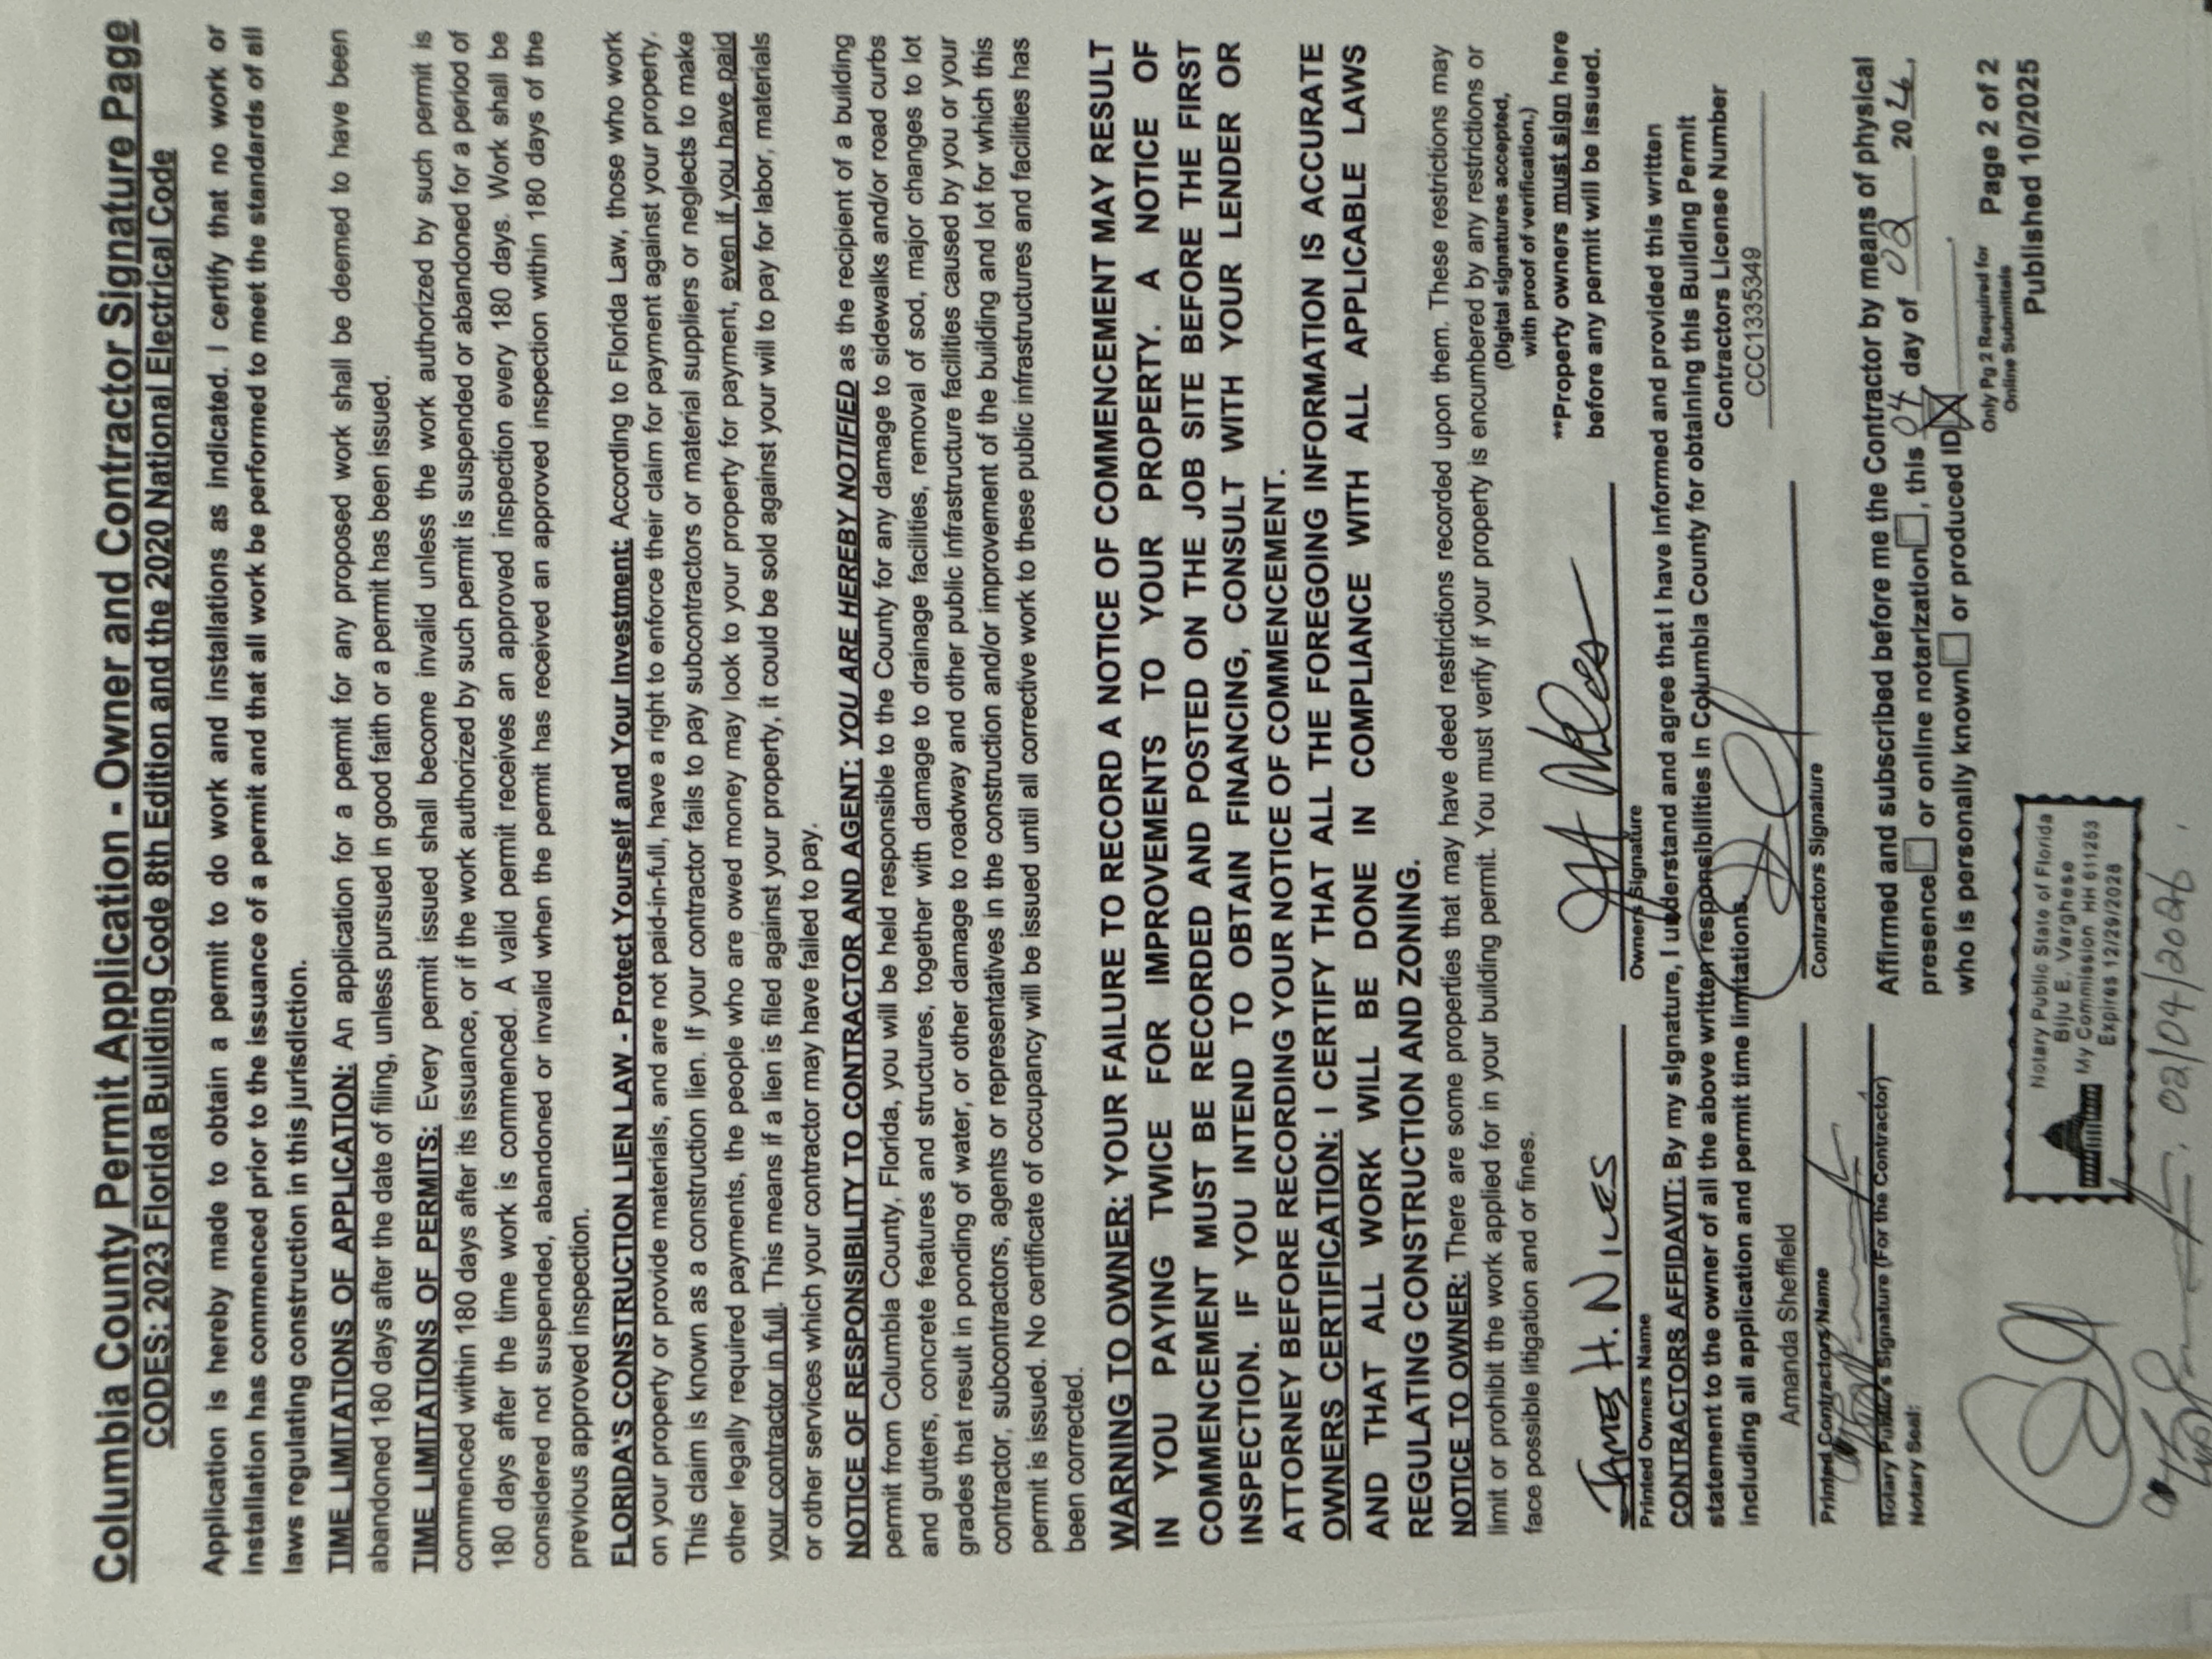 Columbia County Permit Application - Owner and Contractor Signature Page
CODES: 2023 Florida Building Code 8th Edition and the 2020 National Electrical Code
Application is hereby made to obtain a permit to do work and installations as indicated. I certify that no work or
installation has commenced prior to the issuance of a permit and that all work be performed to meet the standards of all
laws regulating construction in this jurisdiction.
TIME LIMITATIONS OF APPLICATION: An application for a permit for any proposed work shall be deemed to have been
abandoned 180 days after the date of filing, unless pursued in good faith or a permit has been issued.
TIME LIMITATIONS OF PERMITS: Every permit issued shall become invalid unless the work authorized by such permit is
commenced within 180 days after its issuance, or if the work authorized by such permit is suspended or abandoned for a period of
180 days after the time work is commenced. A valid permit receives an approved inspection every 180 days. Work shall be
considered not suspended, abandoned or invalid when the permit has received an approved inspection within 180 days of the
previous approved inspection.
FLORIDA'S CONSTRUCTION LIEN LAW - Protect Yourself and Your Investment: According to Florida Law, those who work
on your property or provide materials, and are not paid-in-full, have a right to enforce their claim for payment against your property.
This claim is known as a construction lien. If your contractor fails to pay subcontractors or material suppliers or neglects to make
other legally required payments, the people who are owed money may look to your property for payment, even if you have paid
your contractor in full. This means if a lien is filed against your property, it could be sold against your will to pay for labor, materials
or other services which your contractor may have failed to pay.
NOTICE OF RESPONSIBILITY TO CONTRACTOR AND AGENT: YOU ARE HEREBY NOTIFIED as the recipient of a building
permit from Columbia County, Florida, you will be held responsible to the County for any damage to sidewalks and/or road curbs
and gutters, concrete features and structures, together with damage to drainage facilities, removal of sod, major changes to lot
grades that result in ponding of water, or other damage to roadway and other public infrastructure facilities caused by you or your
contractor, subcontractors, agents or representatives in the construction and/or improvement of the building and lot for which this
permit is issued. No certificate of occupancy will be issued until all corrective work to these public infrastructures and facilities has
been corrected.
WARNING TO OWNER: YOUR FAILURE TO RECORD A NOTICE OF COMMENCEMENT MAY RESULT
IN YOU PAYING TWICE FOR IMPROVEMENTS TO YOUR PROPERTY. A NOTICE OF
COMMENCEMENT MUST BE RECORDED AND POSTED ON THE JOB SITE BEFORE THE FIRST
INSPECTION. IF YOU INTEND TO OBTAIN FINANCING, CONSULT WITH YOUR LENDER OR
ATTORNEY BEFORE RECORDING YOUR NOTICE OF COMMENCEMENT.
OWNERS CERTIFICATION: I CERTIFY THAT ALL THE FOREGOING INFORMATION IS ACCURATE
AND THAT ALL WORK WILL BE DONE IN COMPLIANCE WITH ALL APPLICABLE LAWS
REGULATING CONSTRUCTION AND ZONING.
NOTICE TO OWNER: There are some properties that may have deed restrictions recorded upon them. These restrictions may
limit or prohibit the work applied for in your building permit. You must verify if your property is encumbered by any restrictions or
face possible litigation and or fines.
(Digital signatures accepted,
with proof of verification.)
JAMES H. NILES
**Property owners must sign here
before any permit will be issued.
Printed Owners Name
Owners Signature
CONTRACTORS AFFIDAVIT: By my signature, I understand and agree that I have informed and provided this written
statement to the owner of all the above written responsibilities in Columbia County for obtaining this Building Permit
including all application and permit time limitations.
Contractors License Number
Amanda Sheffield
CCC1335349
Printed Contractors Name
Contractors Signature
Notary Public's Signature (For the Contractor)
Notary Seal:
Affirmed and subscribed before me the Contractor by means of physical
presence or online notarization, this 04 day of 02 2026,
who is personally known or produced ID.
Notary Public State of Florida
Biju E. Varghese
My Commission HH 611253
Expires 12/29/2028
Only Pg 2 Required for
Online Submittals
Page 2 of 2
Published 10/2025
02/04/2026